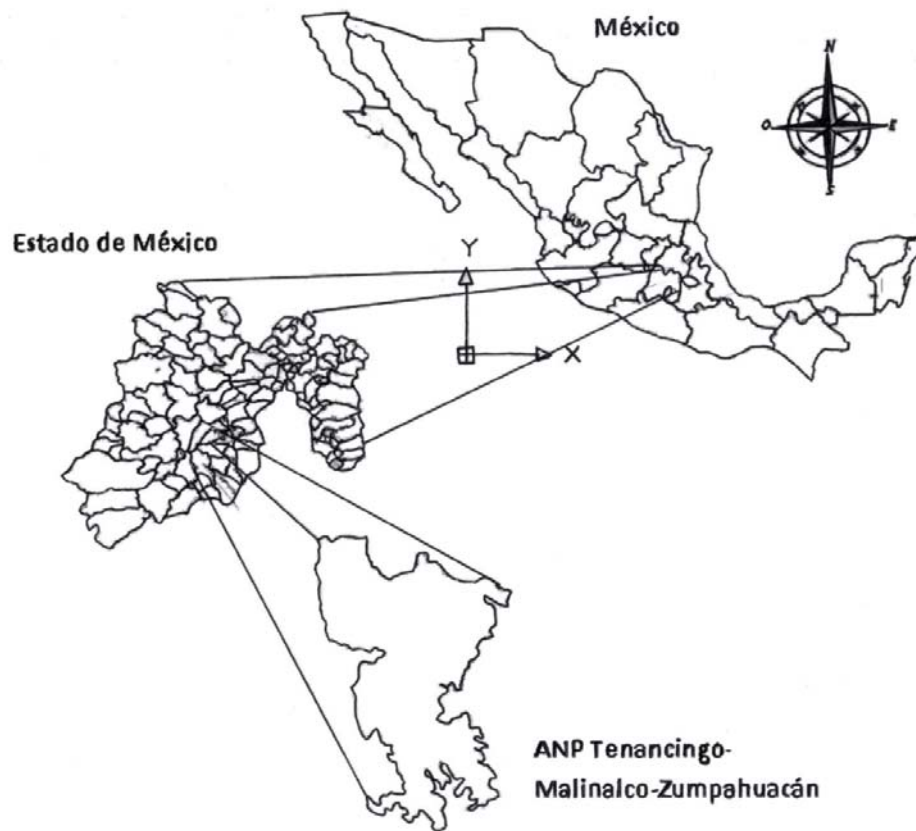 México
N
O
E
S
Estado de México
Y
X
ANP Tenancingo-
Malinalco-Zumpahuacán